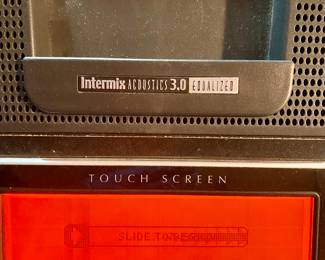 Intermix ACOUSTICS 3.0 EQUALIZED
TOUCH SCREEN
SLIDE TO